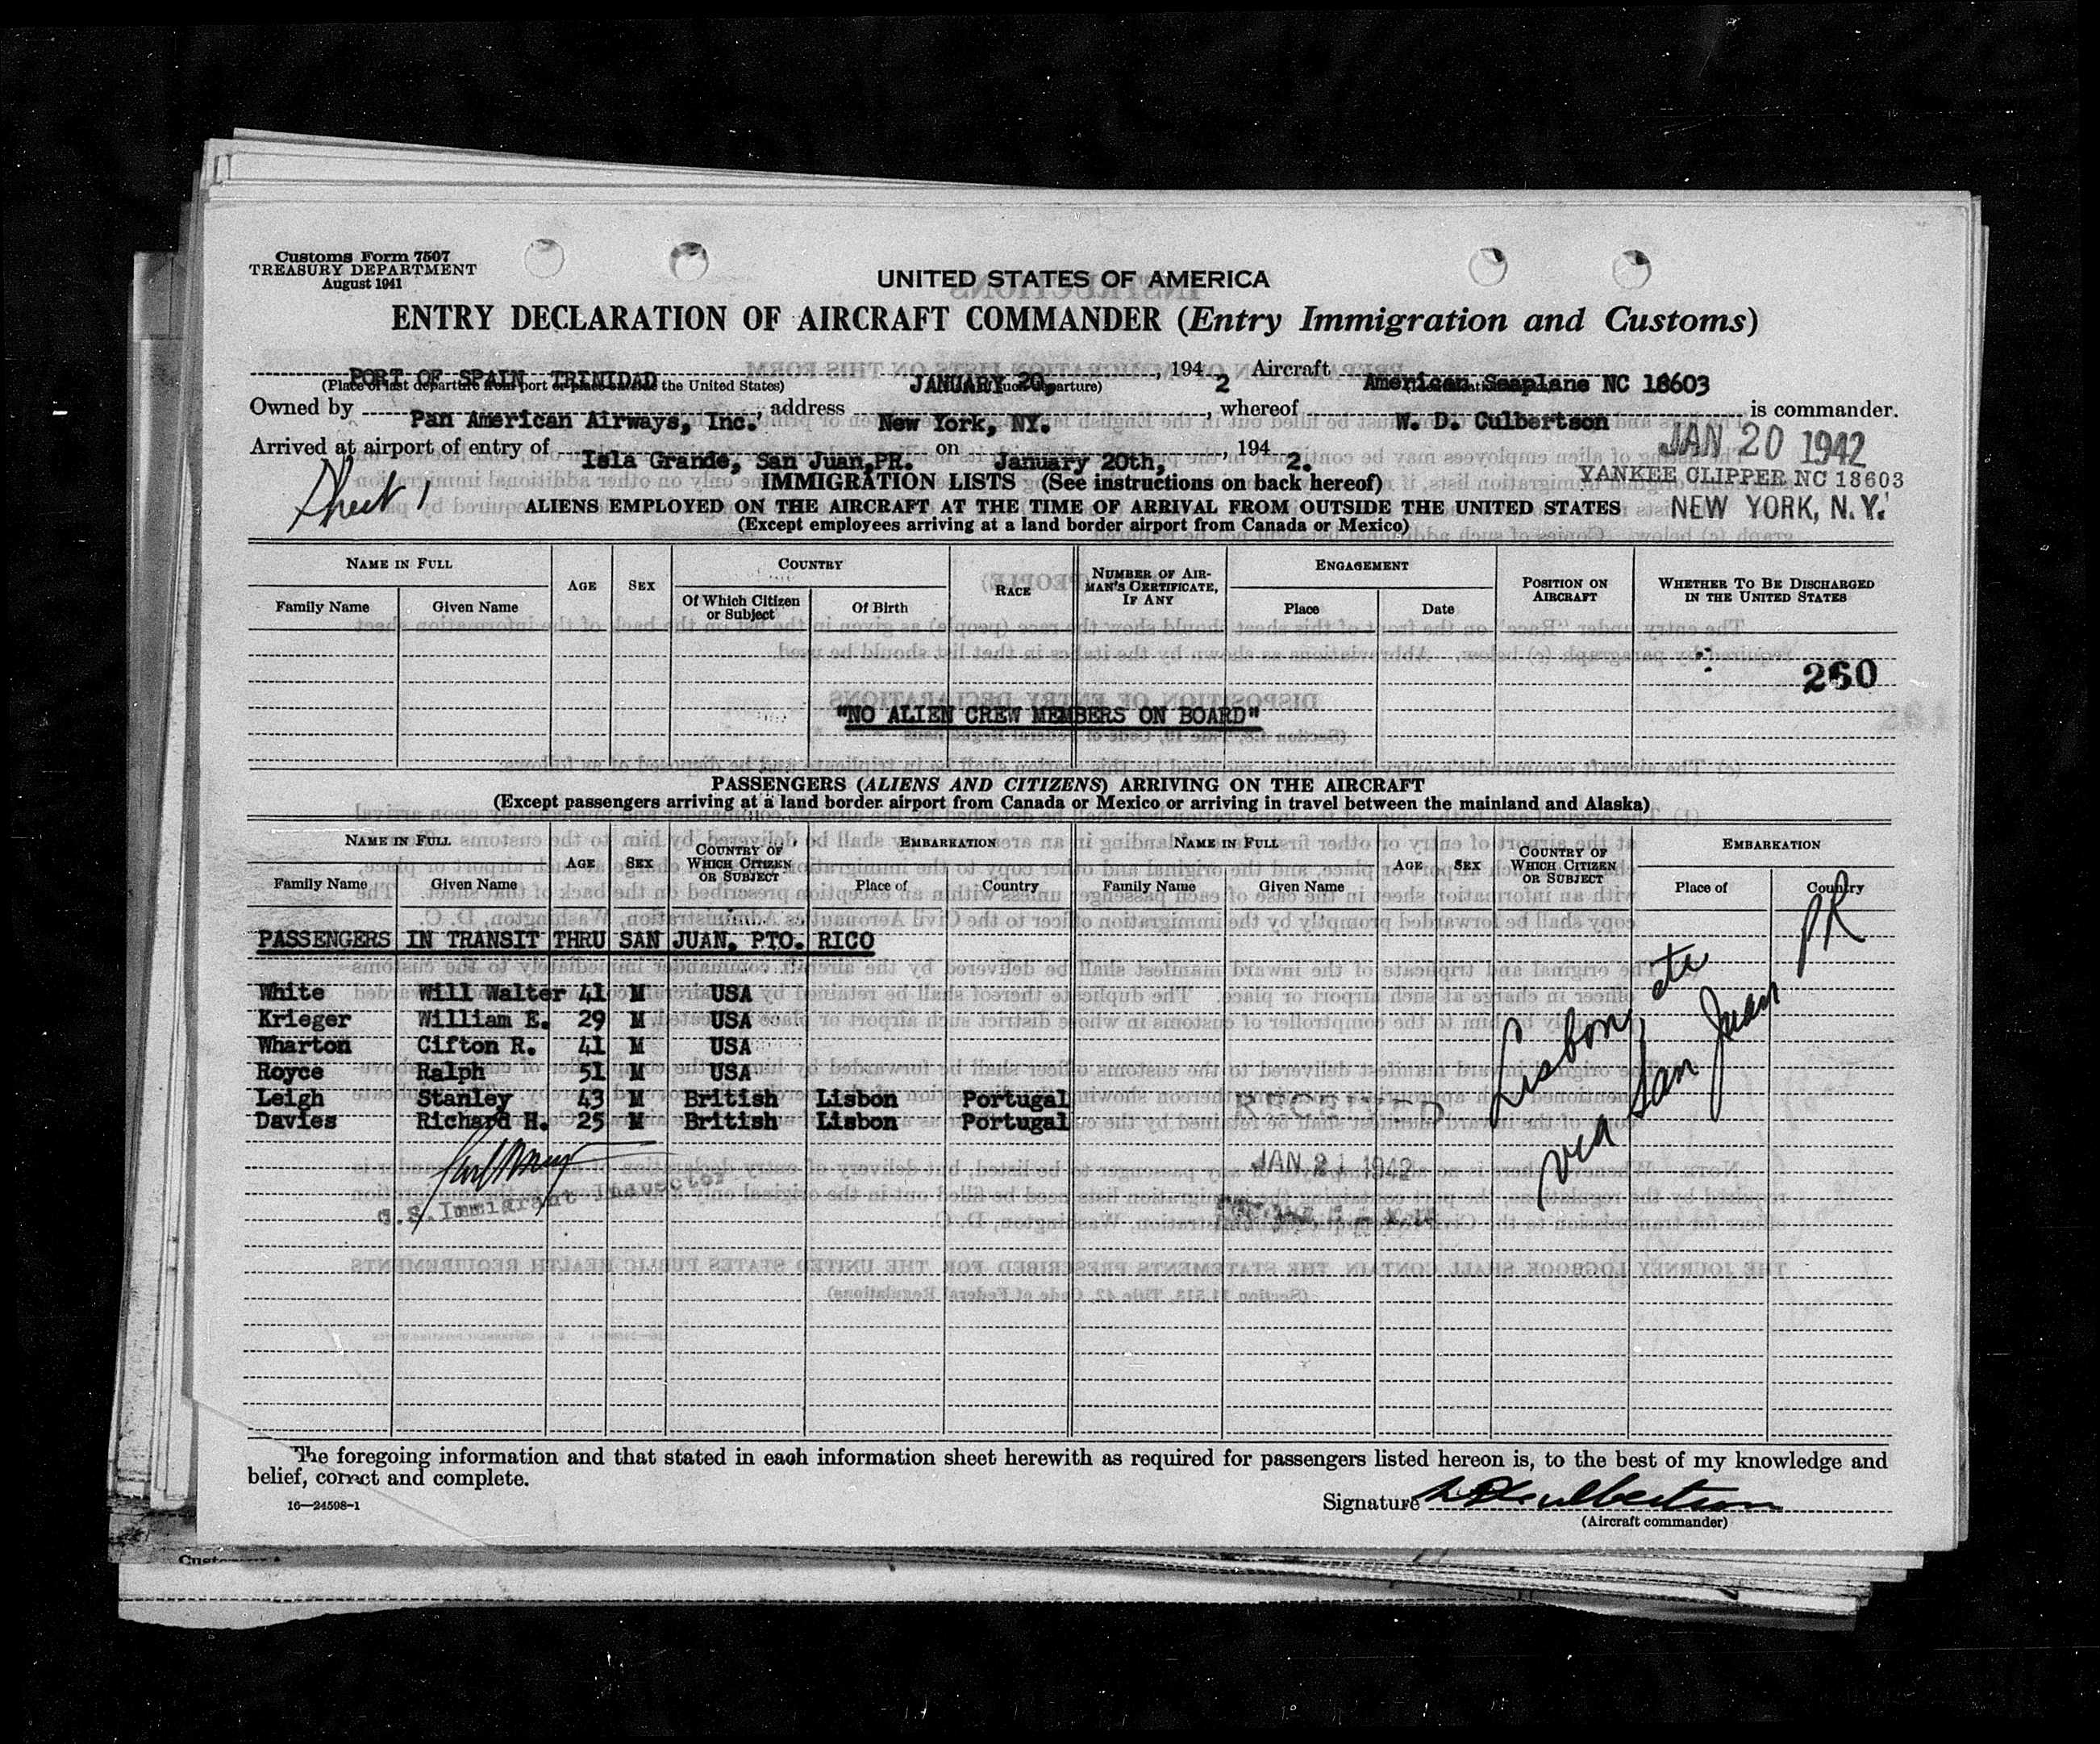 Customs Form 7507
TREASURY DEPARTMENT
August 1941
UNITED STATES OF AMERICA
ENTRY DECLARATION OF AIRCRAFT COMMANDER (Entry Immigration and Customs)
PORT OF SPAIN TRINIDAD JANUARY 20, , 194 2 Aircraft American Seaplane NC 18603
(Place of last departure from port or place outside the United States)
Owned by Pan American Airways, Inc. , address New York, NY. , whereof W. D. Culbertson is commander.
Arrived at airport of entry of Isla Grande, San Juan,PR. on January 20th, , 194 2.
JAN 20 1942
YANKEE CLIPPER NC 18603
NEW YORK, N.Y.
Sheet 1
IMMIGRATION LISTS (See instructions on back hereof)
ALIENS EMPLOYED ON THE AIRCRAFT AT THE TIME OF ARRIVAL FROM OUTSIDE THE UNITED STATES
(Except employees arriving at a land border airport from Canada or Mexico)
NAME IN FULL AGE SEX COUNTRY RACE NUMBER OF AIRMAN'S CERTIFICATE, IF ANY ENGAGEMENT POSITION ON AIRCRAFT WHETHER TO BE DISCHARGED IN THE UNITED STATES
Family Name Given Name Of Which Citizen or Subject Of Birth Place Date
260
"NO ALIEN CREW MEMBERS ON BOARD"
PASSENGERS (ALIENS AND CITIZENS) ARRIVING ON THE AIRCRAFT
(Except passengers arriving at a land border airport from Canada or Mexico or arriving in travel between the mainland and Alaska)
NAME IN FULL AGE SEX COUNTRY OF WHICH CITIZEN OR SUBJECT EMBARKATION NAME IN FULL AGE SEX COUNTRY OF WHICH CITIZEN OR SUBJECT EMBARKATION
Family Name Given Name Place of Country Family Name Given Name Place of Country
PASSENGERS IN TRANSIT THRU SAN JUAN, PTO. RICO
White Will Walter 41 M USA
Krieger William E. 29 M USA
Wharton Cifton R. 41 M USA
Royce Ralph 51 M USA
Leigh Stanley 43 M British Lisbon Portugal
Davies Richard H. 25 M British Lisbon Portugal
Lisbon, etc
via San Juan PR
RECEIVED
JAN 21 1942
U.S. Immigrant Inspector
The foregoing information and that stated in each information sheet herewith as required for passengers listed hereon is, to the best of my knowledge and
belief, correct and complete.
16—24508-1
Signature W D Culbertson
(Aircraft commander)